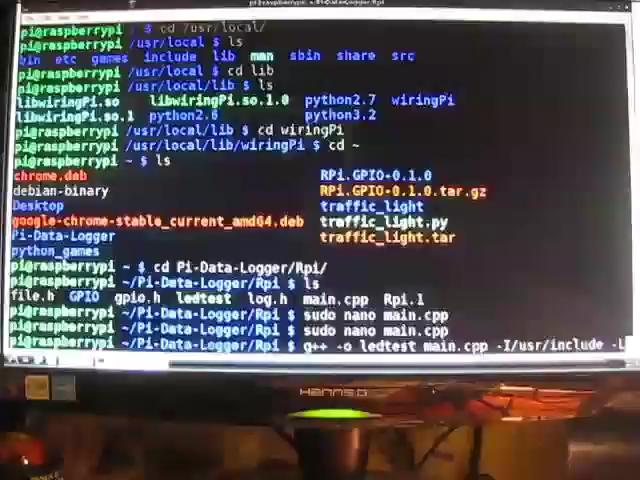 pi@raspberrypi / $ cd /usr/local/
pi@raspberrypi /usr/local $ ls
bin etc games include lib man sbin share src
pi@raspberrypi /usr/local $ cd lib
pi@raspberrypi /usr/local/lib $ ls
libwiringPi.so libwiringPi.so.1.0 python2.7 wiringPi
libwiringPi.so.1 python2.6 python3.2
pi@raspberrypi /usr/local/lib $ cd wiringPi
pi@raspberrypi /usr/local/lib/wiringPi $ cd ~
pi@raspberrypi ~ $ ls
chrome.deb RPi.GPIO-0.1.0
debian-binary RPi.GPIO-0.1.0.tar.gz
Desktop traffic_light
google-chrome-stable_current_amd64.deb traffic_light.py
Pi-Data-Logger traffic_light.tar
python_games
pi@raspberrypi ~ $ cd Pi-Data-Logger/Rpi/
pi@raspberrypi ~/Pi-Data-Logger/Rpi $ ls
file.h GPIO gpio.h ledtest log.h main.cpp Rpi.1
pi@raspberrypi ~/Pi-Data-Logger/Rpi $ sudo nano main.cpp
pi@raspberrypi ~/Pi-Data-Logger/Rpi $ sudo nano main.cpp
pi@raspberrypi ~/Pi-Data-Logger/Rpi $ g++ -o ledtest main.cpp -I/usr/include -L
HANNS.G